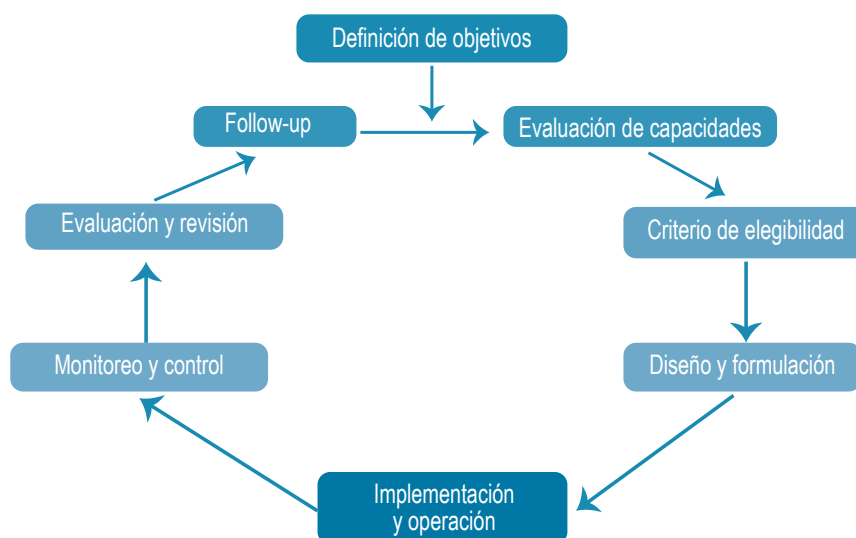 Definición de objetivos
Follow-up
Evaluación de capacidades
Evaluación y revisión
Criterio de elegibilidad
Monitoreo y control
Diseño y formulación
Implementación
y operación